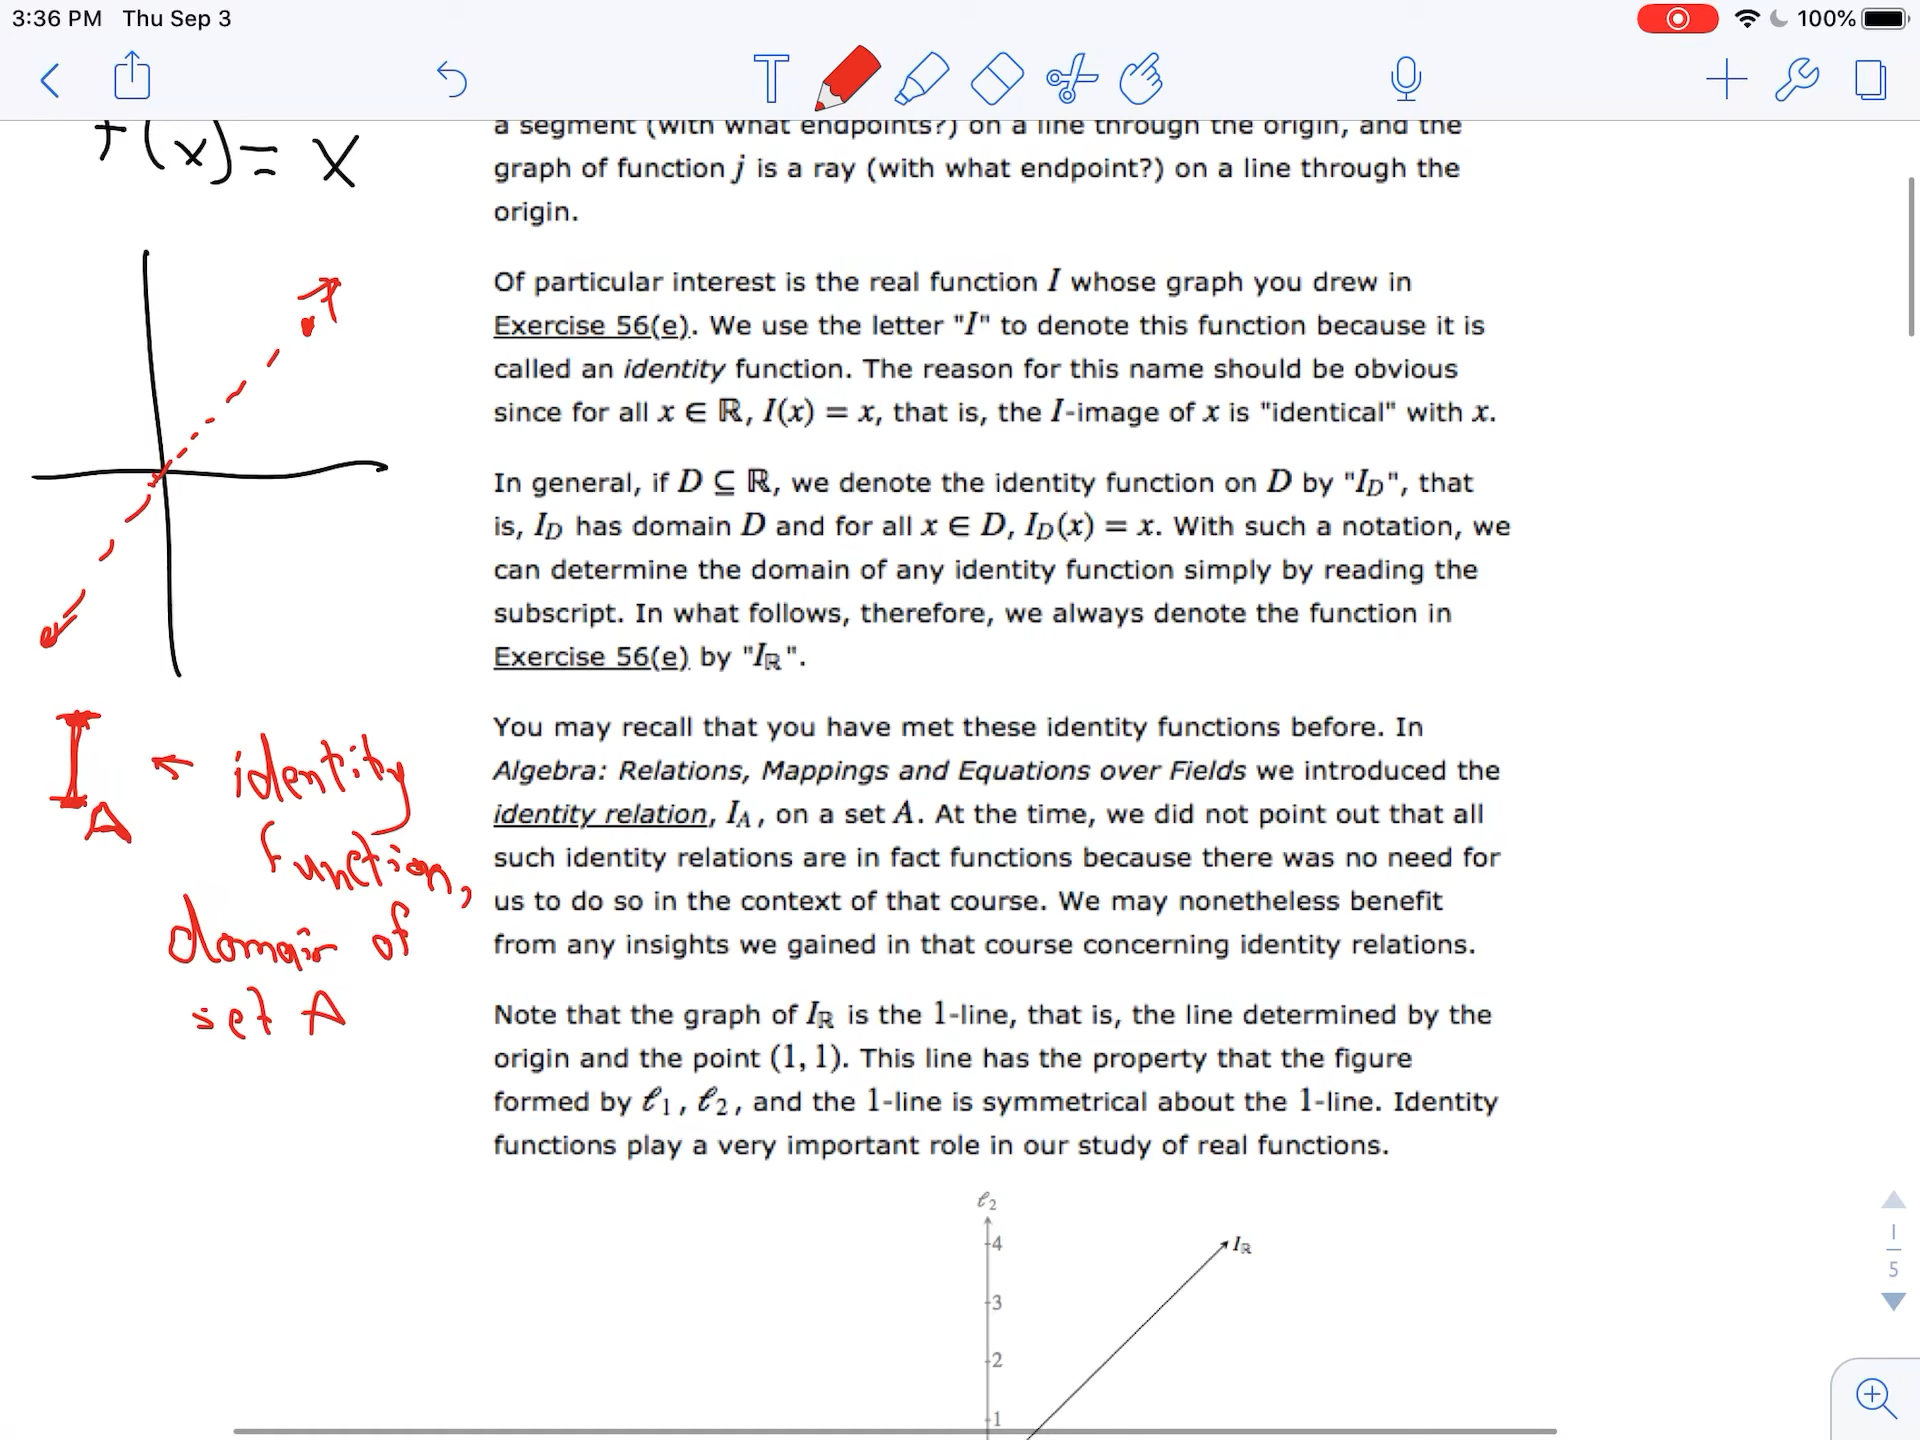 3:36 PM Thu Sep 3
100%
T
f(x) = x
a segment (with what endpoints?) on a line through the origin, and the
graph of function j is a ray (with what endpoint?) on a line through the
origin.
Of particular interest is the real function I whose graph you drew in
Exercise 56(e). We use the letter "I" to denote this function because it is
called an identity function. The reason for this name should be obvious
since for all x ∈ ℝ, I(x) = x, that is, the I-image of x is "identical" with x.
In general, if D ⊆ ℝ, we denote the identity function on D by "I_D", that
is, I_D has domain D and for all x ∈ D, I_D(x) = x. With such a notation, we
can determine the domain of any identity function simply by reading the
subscript. In what follows, therefore, we always denote the function in
Exercise 56(e) by "I_ℝ".
You may recall that you have met these identity functions before. In
Algebra: Relations, Mappings and Equations over Fields we introduced the
identity relation, I_A, on a set A. At the time, we did not point out that all
such identity relations are in fact functions because there was no need for
us to do so in the context of that course. We may nonetheless benefit
from any insights we gained in that course concerning identity relations.
Note that the graph of I_ℝ is the 1-line, that is, the line determined by the
origin and the point (1, 1). This line has the property that the figure
formed by ℓ₁, ℓ₂, and the 1-line is symmetrical about the 1-line. Identity
functions play a very important role in our study of real functions.
I_A ← identity
function,
domain of
set A
ℓ₂
4
I_ℝ
3
2
1
1
5